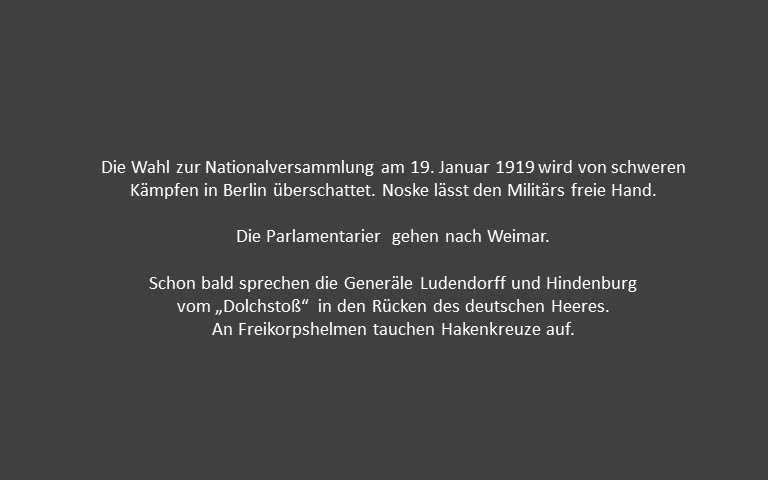 Die Wahl zur Nationalversammlung am 19. Januar 1919 wird von schweren
Kämpfen in Berlin überschattet. Noske lässt den Militärs freie Hand.
Die Parlamentarier gehen nach Weimar.
Schon bald sprechen die Generäle Ludendorff und Hindenburg
vom „Dolchstoß“ in den Rücken des deutschen Heeres.
An Freikorpshelmen tauchen Hakenkreuze auf.